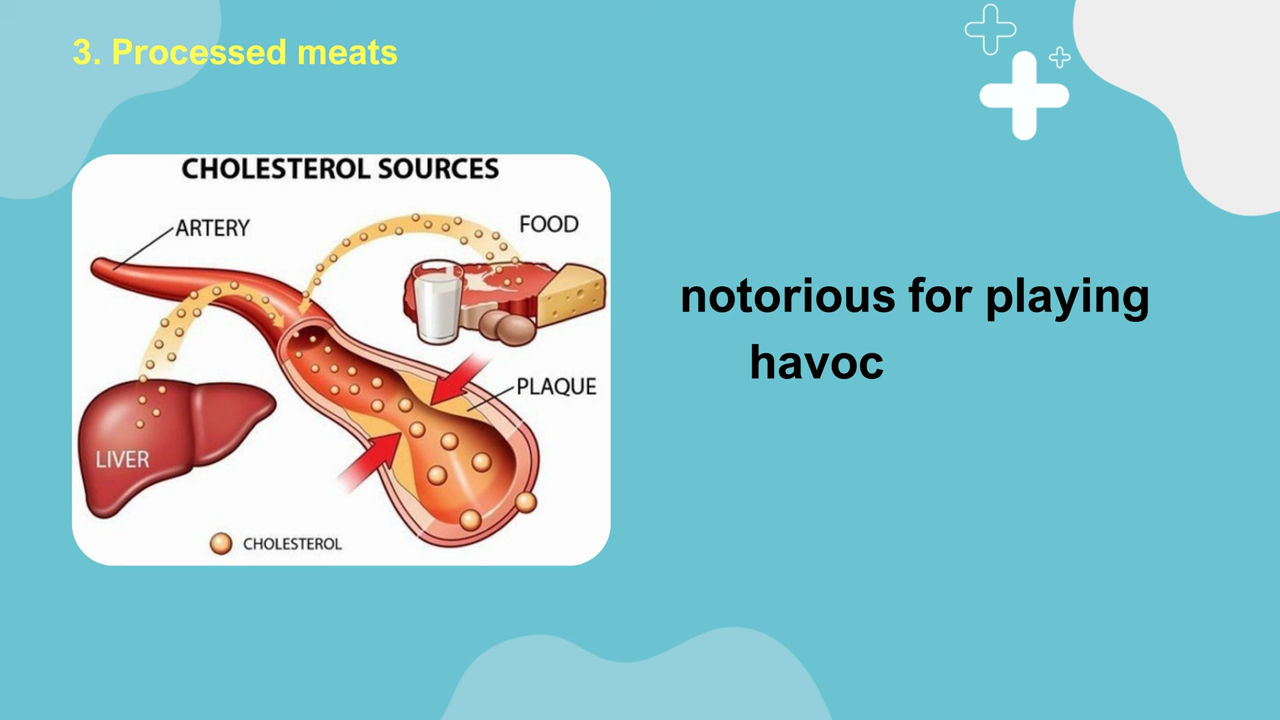 3. Processed meats
CHOLESTEROL SOURCES
ARTERY
FOOD
PLAQUE
LIVER
CHOLESTEROL
notorious for playing
havoc